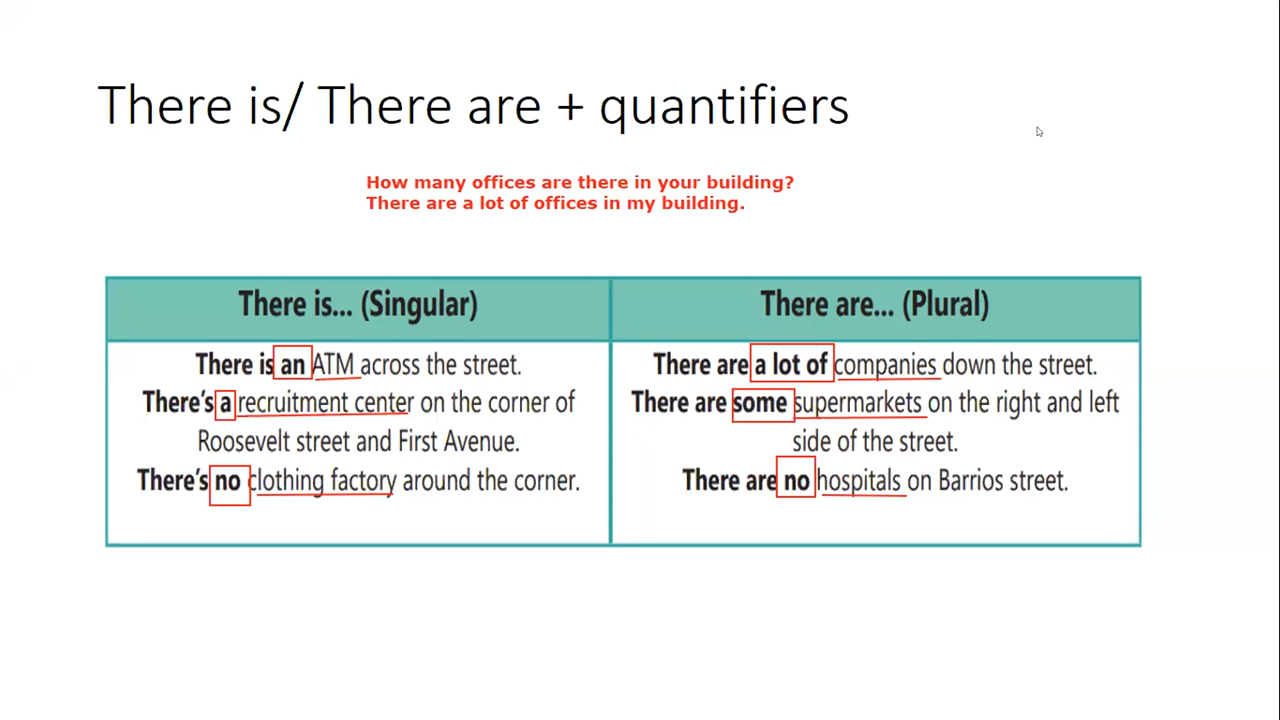 There is/ There are + quantifiers
How many offices are there in your building?
There are a lot of offices in my building.
There is... (Singular)
There is an ATM across the street.
There's a recruitment center on the corner of
Roosevelt street and First Avenue.
There's no clothing factory around the corner.
There are... (Plural)
There are a lot of companies down the street.
There are some supermarkets on the right and left
side of the street.
There are no hospitals on Barrios street.